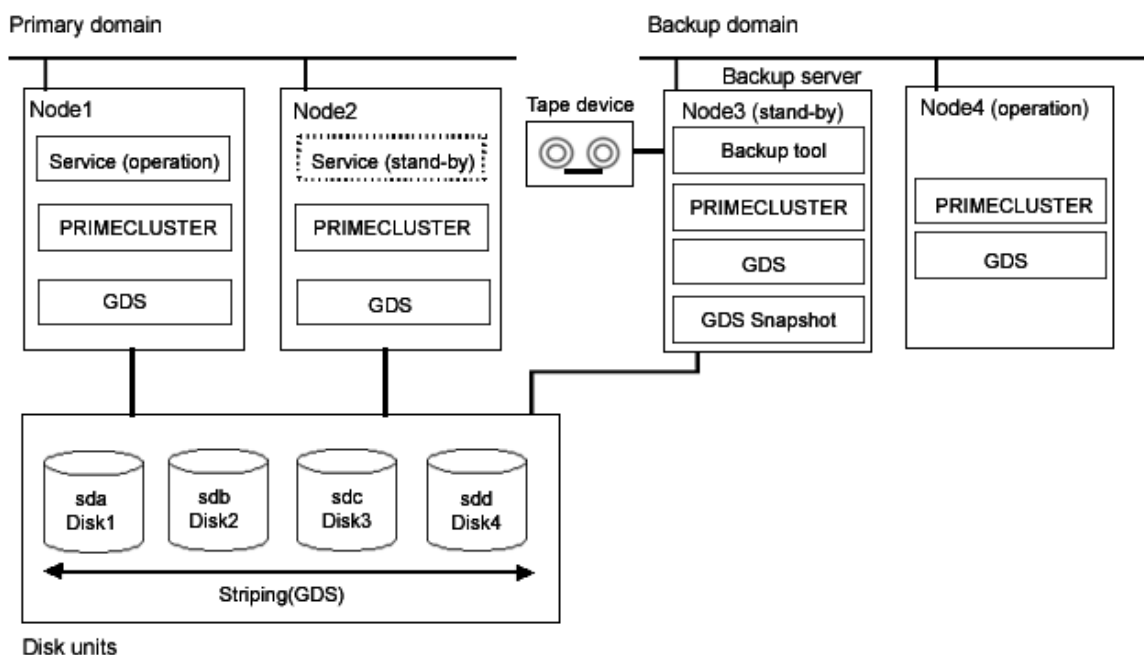 Primary domain
Backup domain
Backup server
Node1
Node2
Tape device
Node3 (stand-by)
Node4 (operation)
Service (operation)
Service (stand-by)
Backup tool
PRIMECLUSTER
PRIMECLUSTER
PRIMECLUSTER
PRIMECLUSTER
GDS
GDS
GDS
GDS
GDS Snapshot
sda
Disk1
sdb
Disk2
sdc
Disk3
sdd
Disk4
Striping(GDS)
Disk units